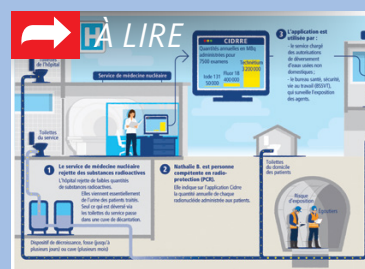 H
À LIRE
de l'hôpital
Service de médecine nucléaire
Toilettes
du service
CIDRRE
Quantités annuelles en MBq
administrées pour
7500 examens
Technétium
3200000
Fluor 18
400000
Iode 131
50000
3 L'application est
utilisée par :
- le service chargé
des autorisations
de déversement
d'eaux usées non
domestiques ;
- le bureau santé, sécurité,
vie au travail (BSSVT),
qui surveille l'exposition
des agents.
1 Le service de médecine nucléaire
rejette des substances radioactives
L'hôpital rejette de faibles quantités
de substances radioactives.
Elles viennent essentiellement
de l'urine des patients traités.
Seul ce qui est déversé via
les toilettes du service passe
dans une cuve de décantation.
2 Nathalie B. est personne
compétente en radio-
protection (PCR).
Elle indique sur l'application Cidrre
la quantité annuelle de chaque
radionucléide administrée aux patients.
Toilettes
du domicile
des patients
Risque
d'exposition
Égoutiers
Dispositif de décroissance, fosse (jusqu'à
plusieurs jours) ou cuve (plusieurs mois)